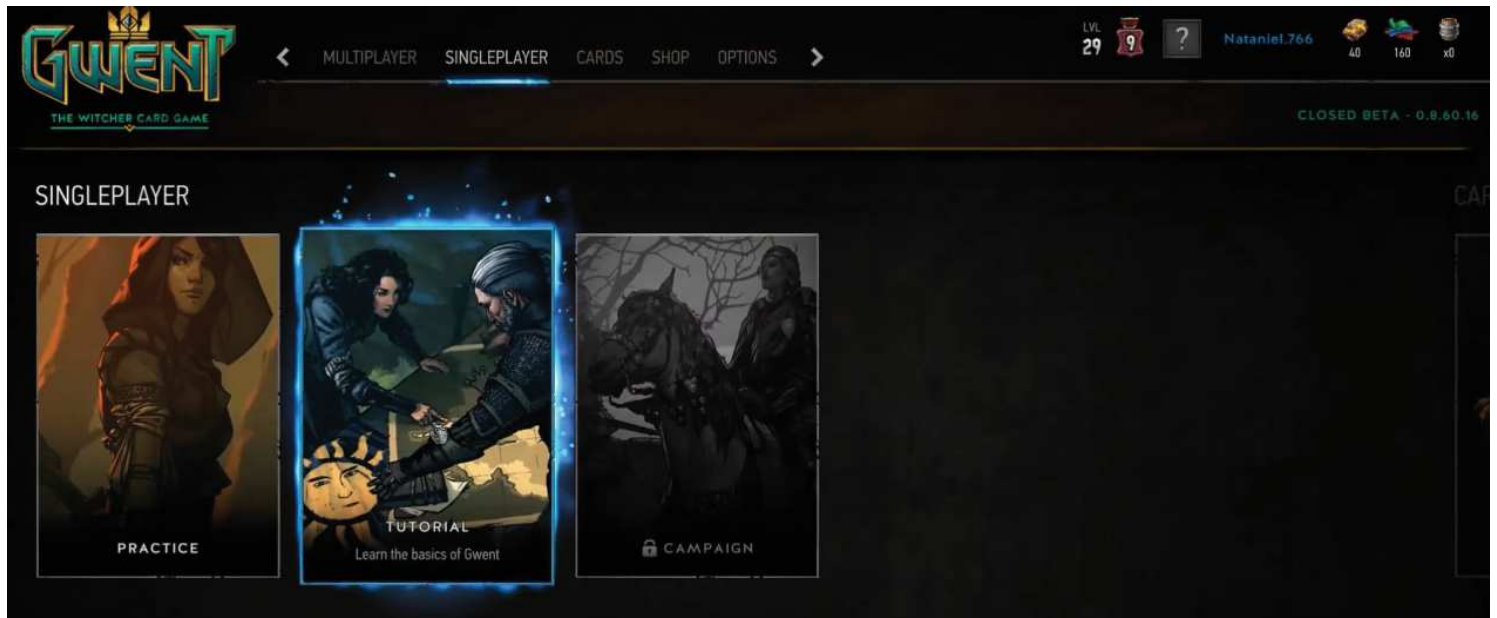 GWENT
THE WITCHER CARD GAME
MULTIPLAYER SINGLEPLAYER CARDS SHOP OPTIONS
LVL
29
9
?
Nataniel.766
40
160
x0
CLOSED BETA - 0.8.60.16
SINGLEPLAYER
CAR
PRACTICE
TUTORIAL
Learn the basics of Gwent
CAMPAIGN